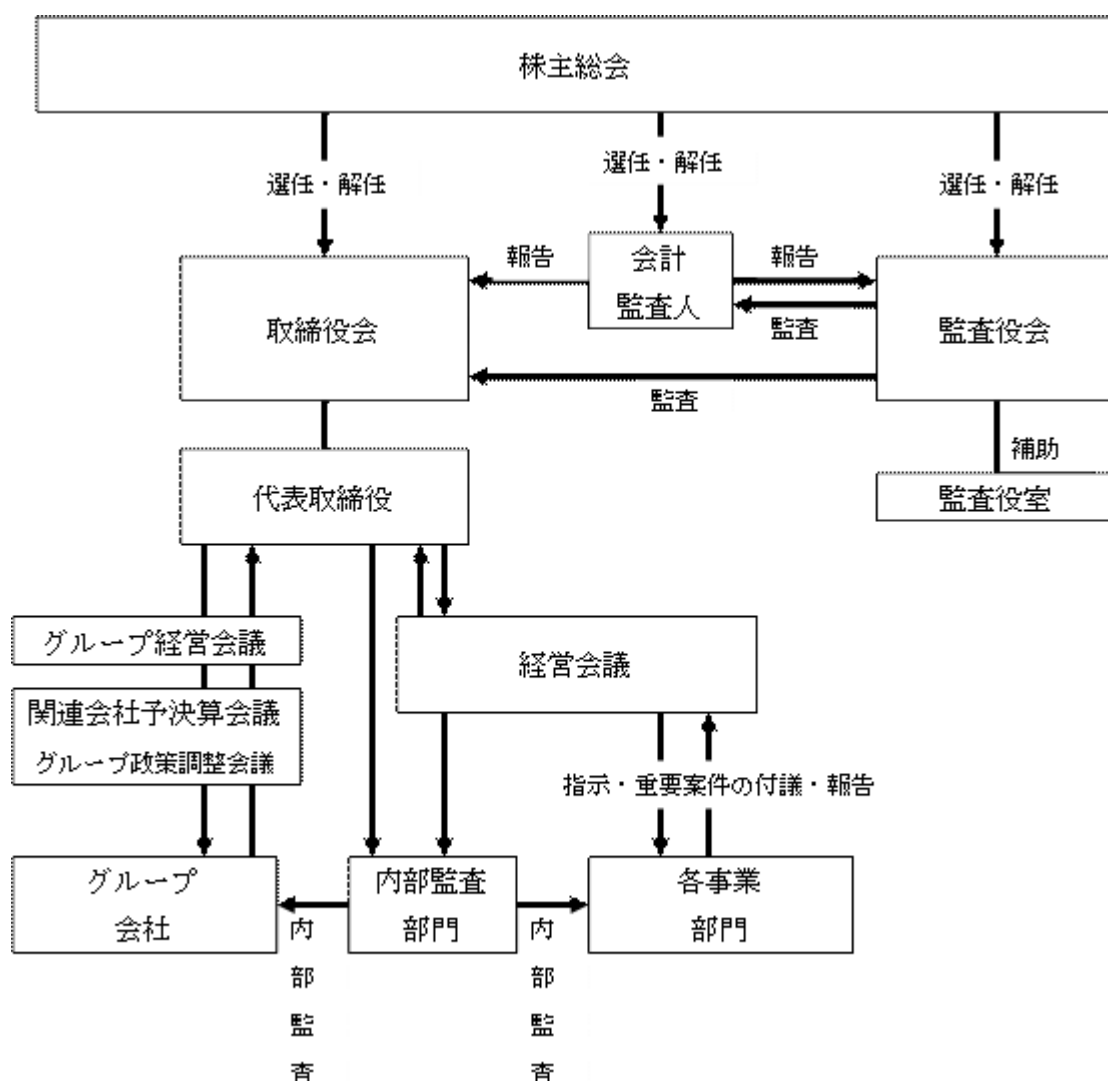 株主総会
選任・解任
選任・解任
選任・解任
報告
会計
監査人
報告
監査
取締役会
監査役会
監査
補助
代表取締役
監査役室
グループ経営会議
経営会議
関連会社予決算会議
グループ政策調整会議
指示・重要案件の付議・報告
グループ
会社
内部監査
部門
各事業
部門
内
部
監
査
内
部
監
査